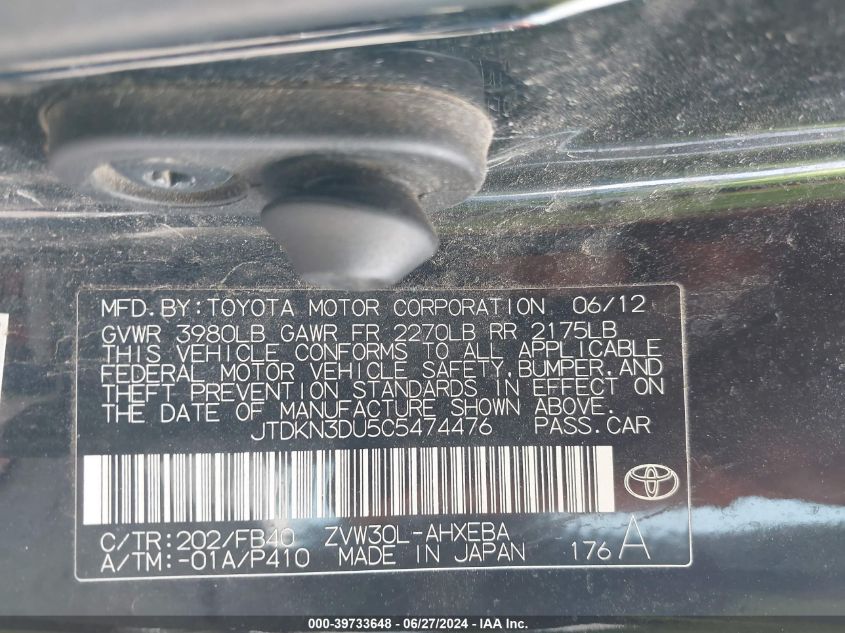 MFD.BY:TOYOTA MOTOR CORPORATION 06/12
GVWR 3980LB GAWR FR 2270LB RR 2175LB
THIS VEHICLE CONFORMS TO ALL APPLICABLE
FEDERAL MOTOR VEHICLE SAFETY,BUMPER,AND
THEFT PREVENTION STANDARDS IN EFFECT ON
THE DATE OF MANUFACTURE SHOWN ABOVE.
JTDKN3DU5C5474476 PASS.CAR
C/TR:202/FB40 ZVW30L-AHXEBA
A/TM:-01A/P410 MADE IN JAPAN 176 A
000-39733648 - 06/27/2024 - IAA Inc.